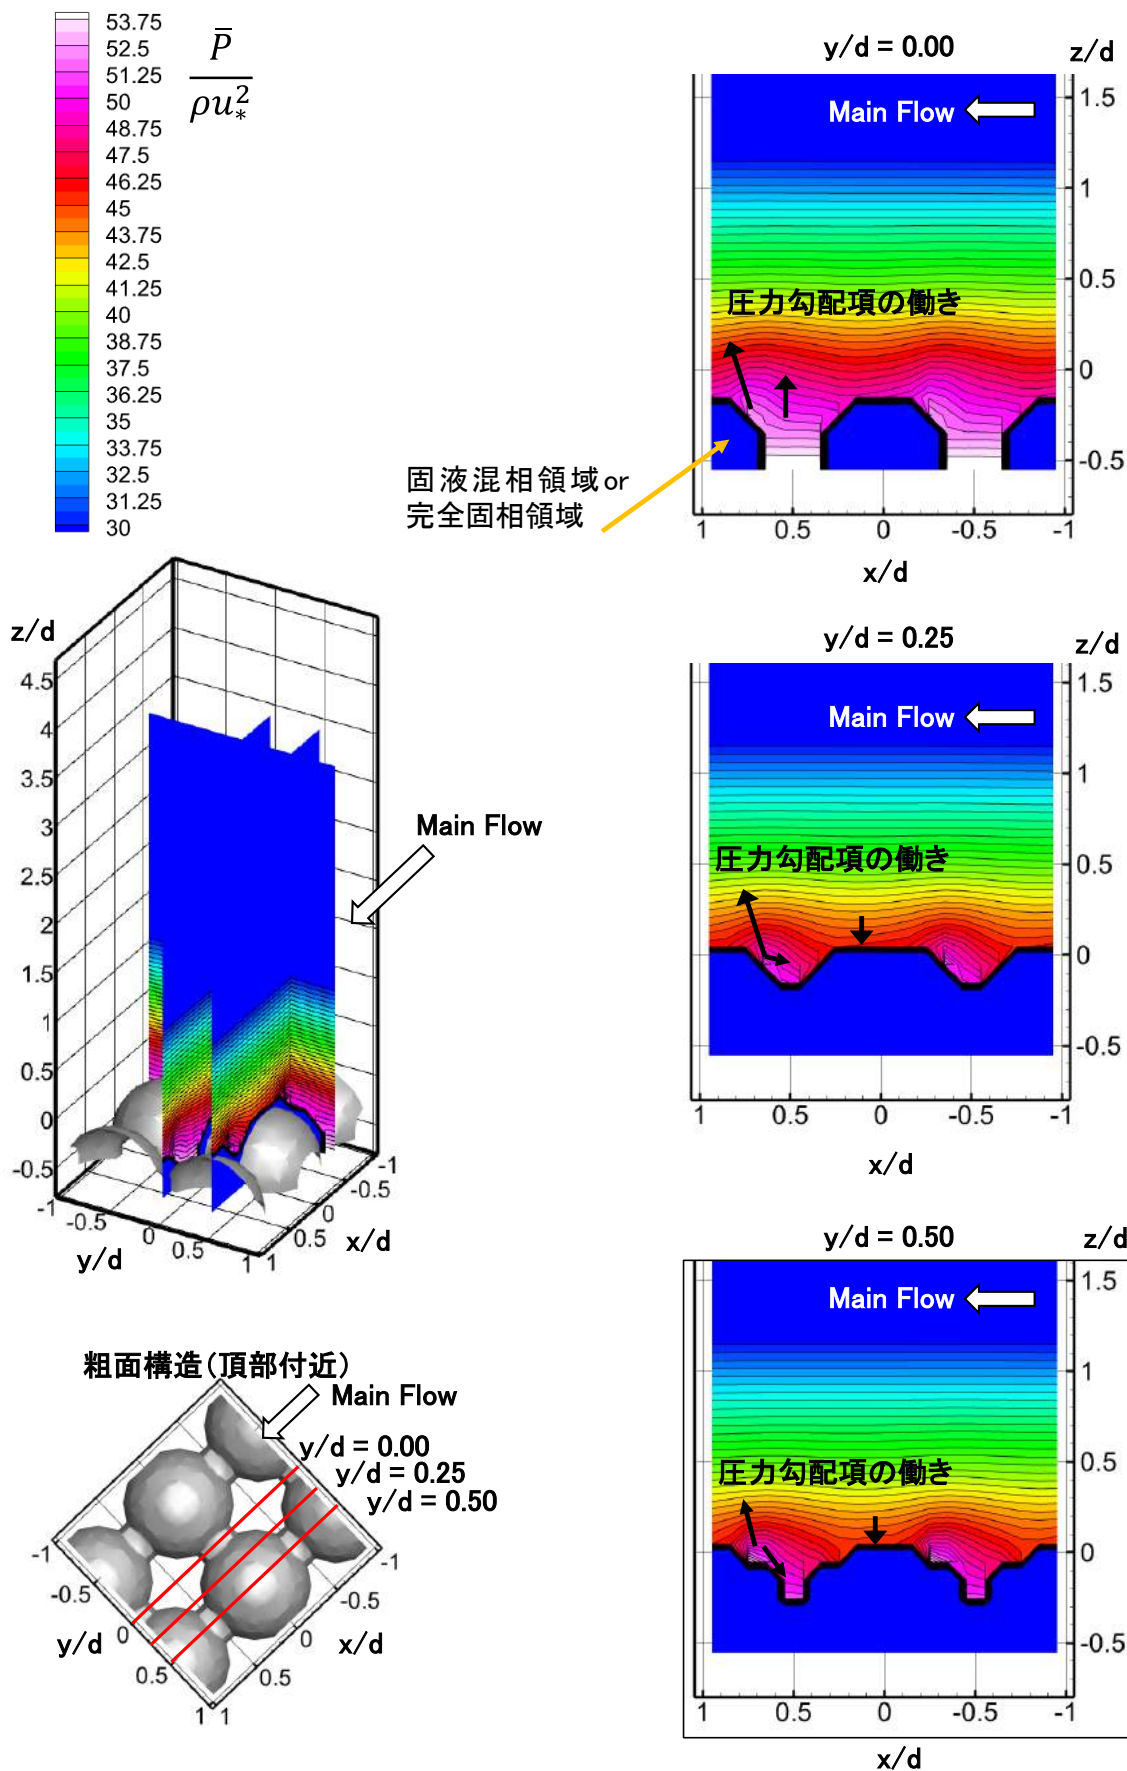 53.75
52.5
51.25
50
48.75
47.5
46.25
45
43.75
42.5
41.25
40
38.75
37.5
36.25
35
33.75
32.5
31.25
30
P̅
ρu*²
y/d = 0.00
z/d
Main Flow
1.5
1
0.5
圧力勾配項の働き
0
-0.5
固液混相領域or
完全固相領域
1 0.5 0 -0.5 -1
x/d
z/d
4.5
4
3.5
3
2.5
2
1.5
1
0.5
0
-0.5
Main Flow
-1 -0.5 0 0.5 1
y/d
1 0.5 0 -0.5 -1
x/d
y/d = 0.25
z/d
Main Flow
1.5
1
0.5
圧力勾配項の働き
0
-0.5
1 0.5 0 -0.5 -1
x/d
粗面構造(頂部付近)
Main Flow
y/d = 0.00
y/d = 0.25
y/d = 0.50
-1 -0.5 0 0.5 1
y/d
1 0.5 0 -0.5 -1
x/d
y/d = 0.50
z/d
Main Flow
1.5
1
0.5
圧力勾配項の働き
0
-0.5
1 0.5 0 -0.5 -1
x/d